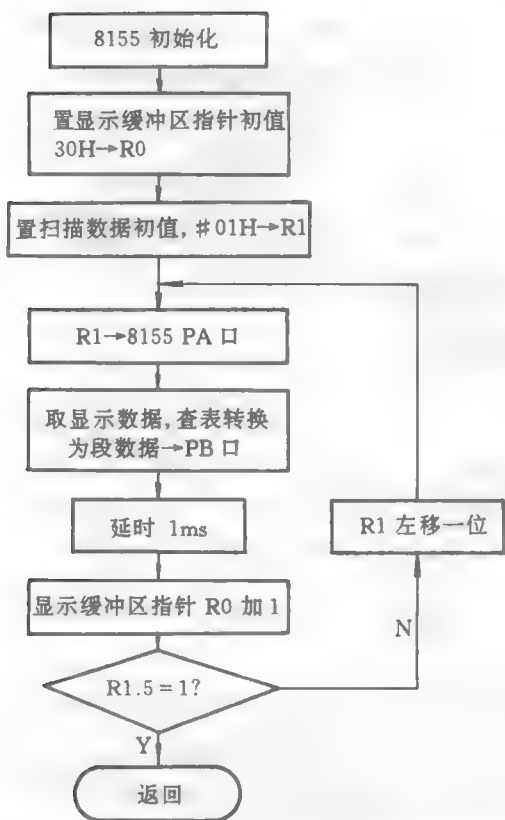 8155 初始化
置显示缓冲区指针初值
30H→R0
置扫描数据初值,#01H→R1
R1→8155 PA 口
取显示数据,查表转换
为段数据→PB 口
延时 1ms
R1 左移一位
显示缓冲区指针 R0 加 1
N
R1.5=1?
Y
返回